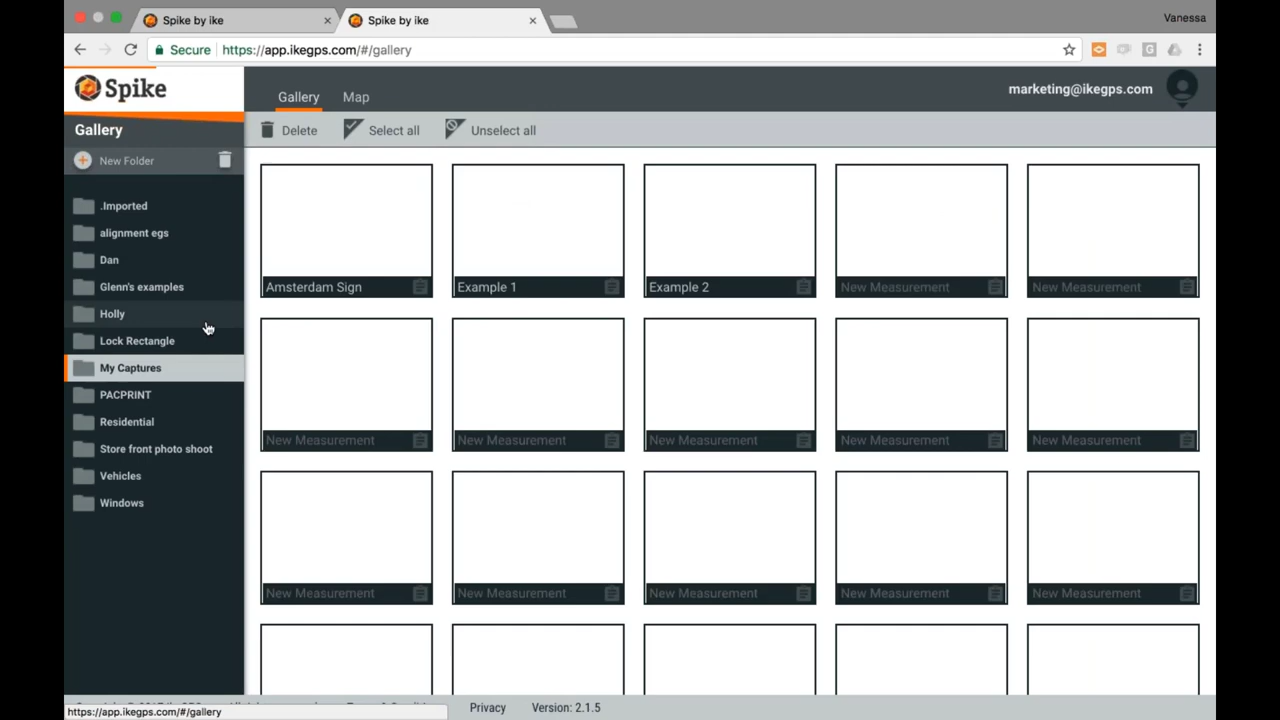 Spike by ike
Spike by ike
Vanessa
Secure https://app.ikegps.com/#/gallery
Spike
Gallery Map
marketing@ikegps.com
Gallery
Delete Select all Unselect all
New Folder
.Imported
alignment egs
Dan
Glenn's examples
Holly
Lock Rectangle
My Captures
PACPRINT
Residential
Store front photo shoot
Vehicles
Windows
Amsterdam Sign Example 1 Example 2 New Measurement New Measurement
New Measurement New Measurement New Measurement New Measurement New Measurement
New Measurement New Measurement New Measurement New Measurement New Measurement
Privacy Version: 2.1.5
https://app.ikegps.com/#/gallery